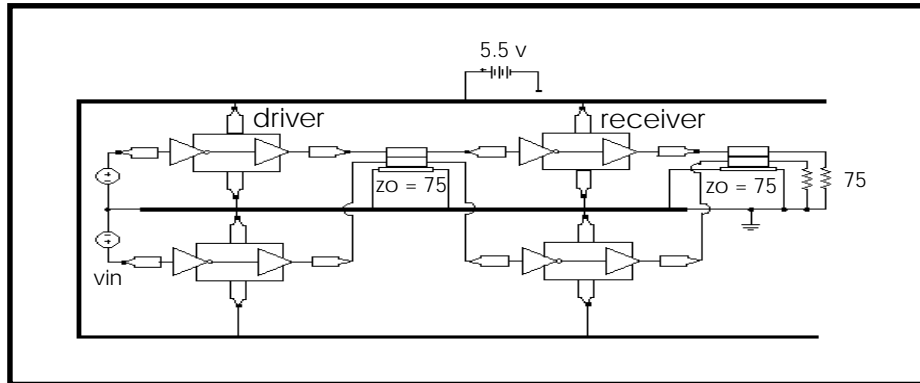 5.5 v
driver
receiver
zo = 75
zo = 75
75
vin